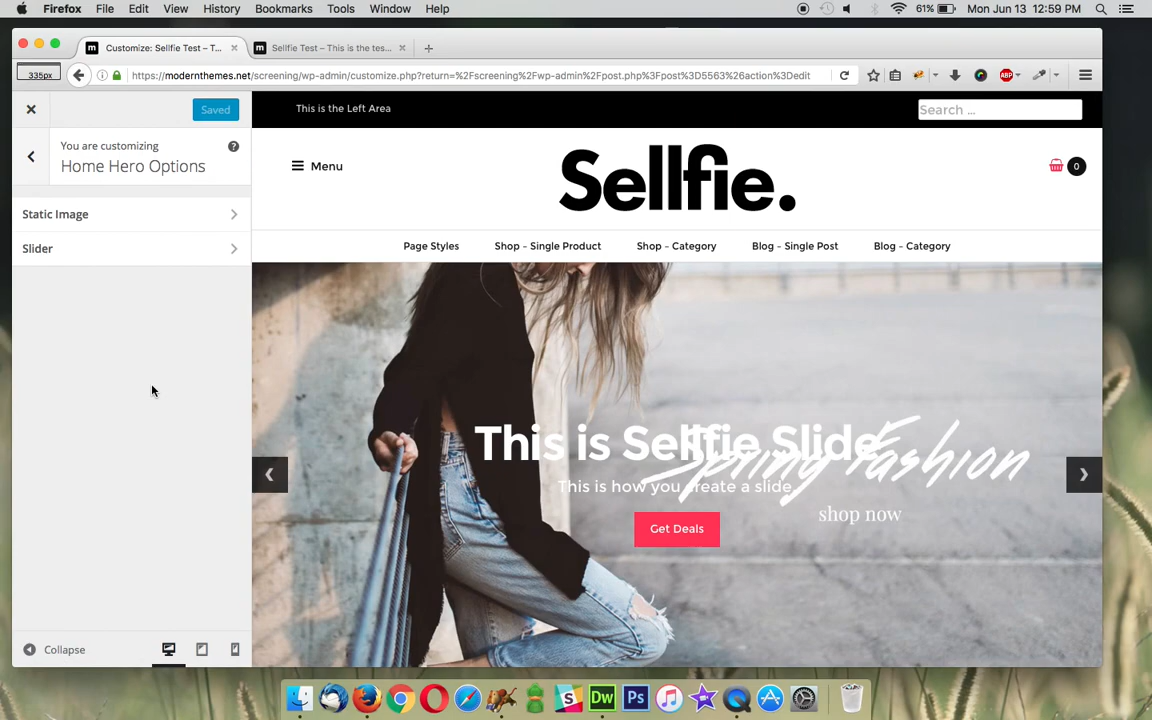 Firefox File Edit View History Bookmarks Tools Window Help 61% Mon Jun 13 12:59 PM
Customize: Sellfie Test – T...
Sellfie Test – This is the tes...
335px
https://modernthemes.net/screening/wp-admin/customize.php?return=%2Fscreening%2Fwp-admin%2Fpost.php%3Fpost%3D5563%26action%3Dedit
ABP
Saved
This is the Left Area
Search ...
You are customizing
Home Hero Options
Menu
Sellfie.
0
Static Image
Slider
Page Styles Shop - Single Product Shop - Category Blog - Single Post Blog - Category
This is Sellfie Slide
Spring Fashion
This is how you create a slide.
shop now
Get Deals
Collapse
Dw
Ps